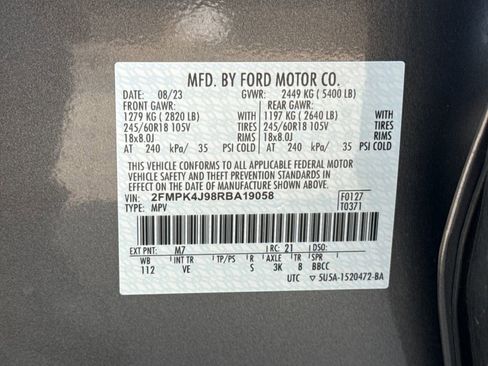 MFD. BY FORD MOTOR CO.
DATE: 08/23 GVWR: 2449 KG ( 5400 LB)
FRONT GAWR: REAR GAWR:
1279 KG ( 2820 LB) WITH 1197 KG ( 2640 LB) WITH
245/60R18 105V TIRES 245/60R18 105V TIRES
18x8.0J RIMS 18x8.0J RIMS
AT 240 kPa/ 35 PSI COLD AT 240 kPa/ 35 PSI COLD
THIS VEHICLE CONFORMS TO ALL APPLICABLE FEDERAL MOTOR
VEHICLE SAFETY AND THEFT PREVENTION STANDARDS IN
EFFECT ON THE DATE OF MANUFACTURE SHOWN ABOVE.
VIN: 2FMPK4J98RBA19058 F0127
TYPE: MPV T0371
EXT PNT: M7 RC: 21 DSO:
WB INT TR TP/PS R AXLE TR SPR
112 VE S 3K 8 BBCC
UTC 5U5A-1520472-BA